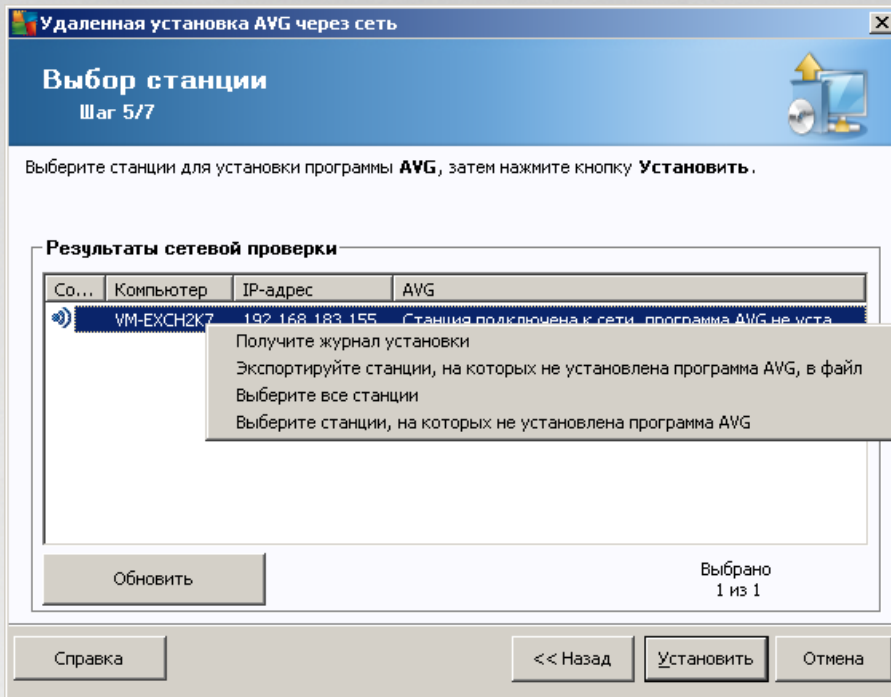 Удаленная установка AVG через сеть
Выбор станции
Шаг 5/7
Выберите станции для установки программы AVG, затем нажмите кнопку Установить.
Результаты сетевой проверки
Со... Компьютер IP-адрес AVG
VM-EXCH2K7 192.168.183.155 Станция подключена к сети, программа AVG не уста
Получите журнал установки
Экспортируйте станции, на которых не установлена программа AVG, в файл
Выберите все станции
Выберите станции, на которых не установлена программа AVG
Обновить
Выбрано
1 из 1
Справка << Назад Установить Отмена